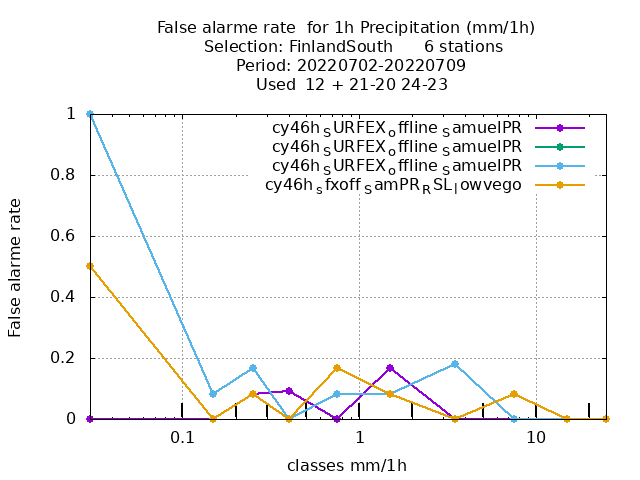 False alarme rate  for 1h Precipitation (mm/1h)
Selection: FinlandSouth      6 stations
Period: 20220702-20220709
Used  12 + 21-20 24-23
cy46h_SURFEX_offline_SamuelPR
cy46h_SURFEX_offline_SamuelPR
cy46h_SURFEX_offline_SamuelPR
cy46h_sfxoff_SamPR_RSL_lowvego
1
0.8
0.6
0.4
0.2
0
False alarme rate
0.1
1
10
classes mm/1h